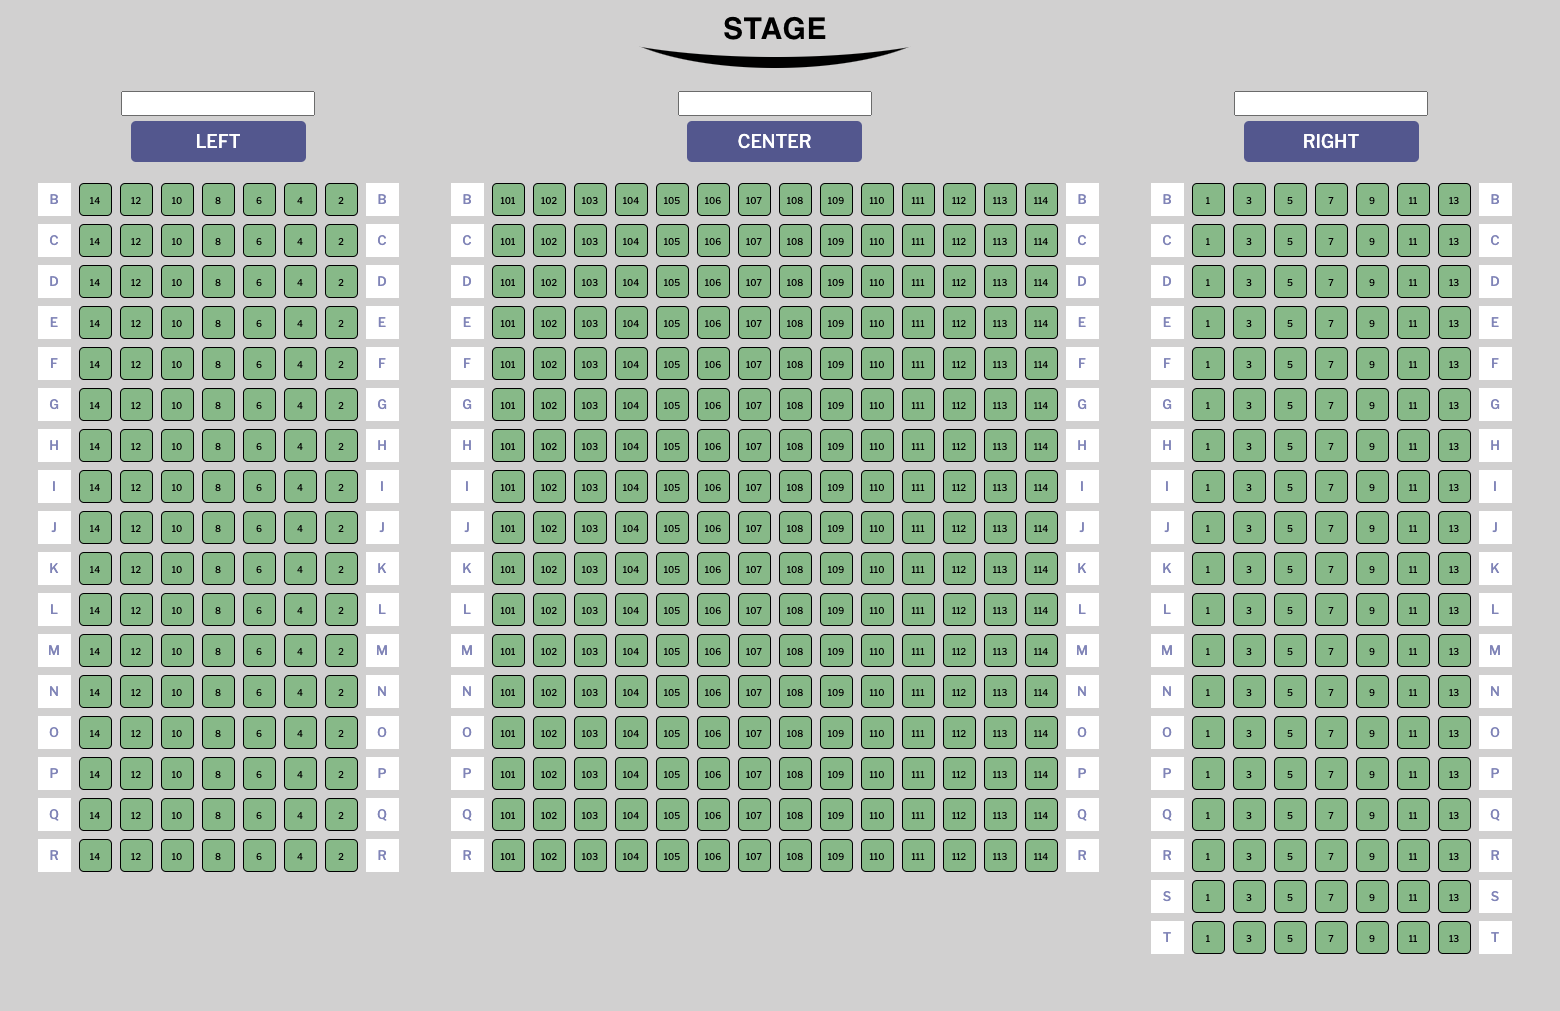 STAGE
LEFT CENTER RIGHT
B 14 12 10 8 6 4 2 B B 101 102 103 104 105 106 107 108 109 110 111 112 113 114 B B 1 3 5 7 9 11 13 B
C 14 12 10 8 6 4 2 C C 101 102 103 104 105 106 107 108 109 110 111 112 113 114 C C 1 3 5 7 9 11 13 C
D 14 12 10 8 6 4 2 D D 101 102 103 104 105 106 107 108 109 110 111 112 113 114 D D 1 3 5 7 9 11 13 D
E 14 12 10 8 6 4 2 E E 101 102 103 104 105 106 107 108 109 110 111 112 113 114 E E 1 3 5 7 9 11 13 E
F 14 12 10 8 6 4 2 F F 101 102 103 104 105 106 107 108 109 110 111 112 113 114 F F 1 3 5 7 9 11 13 F
G 14 12 10 8 6 4 2 G G 101 102 103 104 105 106 107 108 109 110 111 112 113 114 G G 1 3 5 7 9 11 13 G
H 14 12 10 8 6 4 2 H H 101 102 103 104 105 106 107 108 109 110 111 112 113 114 H H 1 3 5 7 9 11 13 H
I 14 12 10 8 6 4 2 I I 101 102 103 104 105 106 107 108 109 110 111 112 113 114 I I 1 3 5 7 9 11 13 I
J 14 12 10 8 6 4 2 J J 101 102 103 104 105 106 107 108 109 110 111 112 113 114 J J 1 3 5 7 9 11 13 J
K 14 12 10 8 6 4 2 K K 101 102 103 104 105 106 107 108 109 110 111 112 113 114 K K 1 3 5 7 9 11 13 K
L 14 12 10 8 6 4 2 L L 101 102 103 104 105 106 107 108 109 110 111 112 113 114 L L 1 3 5 7 9 11 13 L
M 14 12 10 8 6 4 2 M M 101 102 103 104 105 106 107 108 109 110 111 112 113 114 M M 1 3 5 7 9 11 13 M
N 14 12 10 8 6 4 2 N N 101 102 103 104 105 106 107 108 109 110 111 112 113 114 N N 1 3 5 7 9 11 13 N
O 14 12 10 8 6 4 2 O O 101 102 103 104 105 106 107 108 109 110 111 112 113 114 O O 1 3 5 7 9 11 13 O
P 14 12 10 8 6 4 2 P P 101 102 103 104 105 106 107 108 109 110 111 112 113 114 P P 1 3 5 7 9 11 13 P
Q 14 12 10 8 6 4 2 Q Q 101 102 103 104 105 106 107 108 109 110 111 112 113 114 Q Q 1 3 5 7 9 11 13 Q
R 14 12 10 8 6 4 2 R R 101 102 103 104 105 106 107 108 109 110 111 112 113 114 R R 1 3 5 7 9 11 13 R
S 1 3 5 7 9 11 13 S
T 1 3 5 7 9 11 13 T